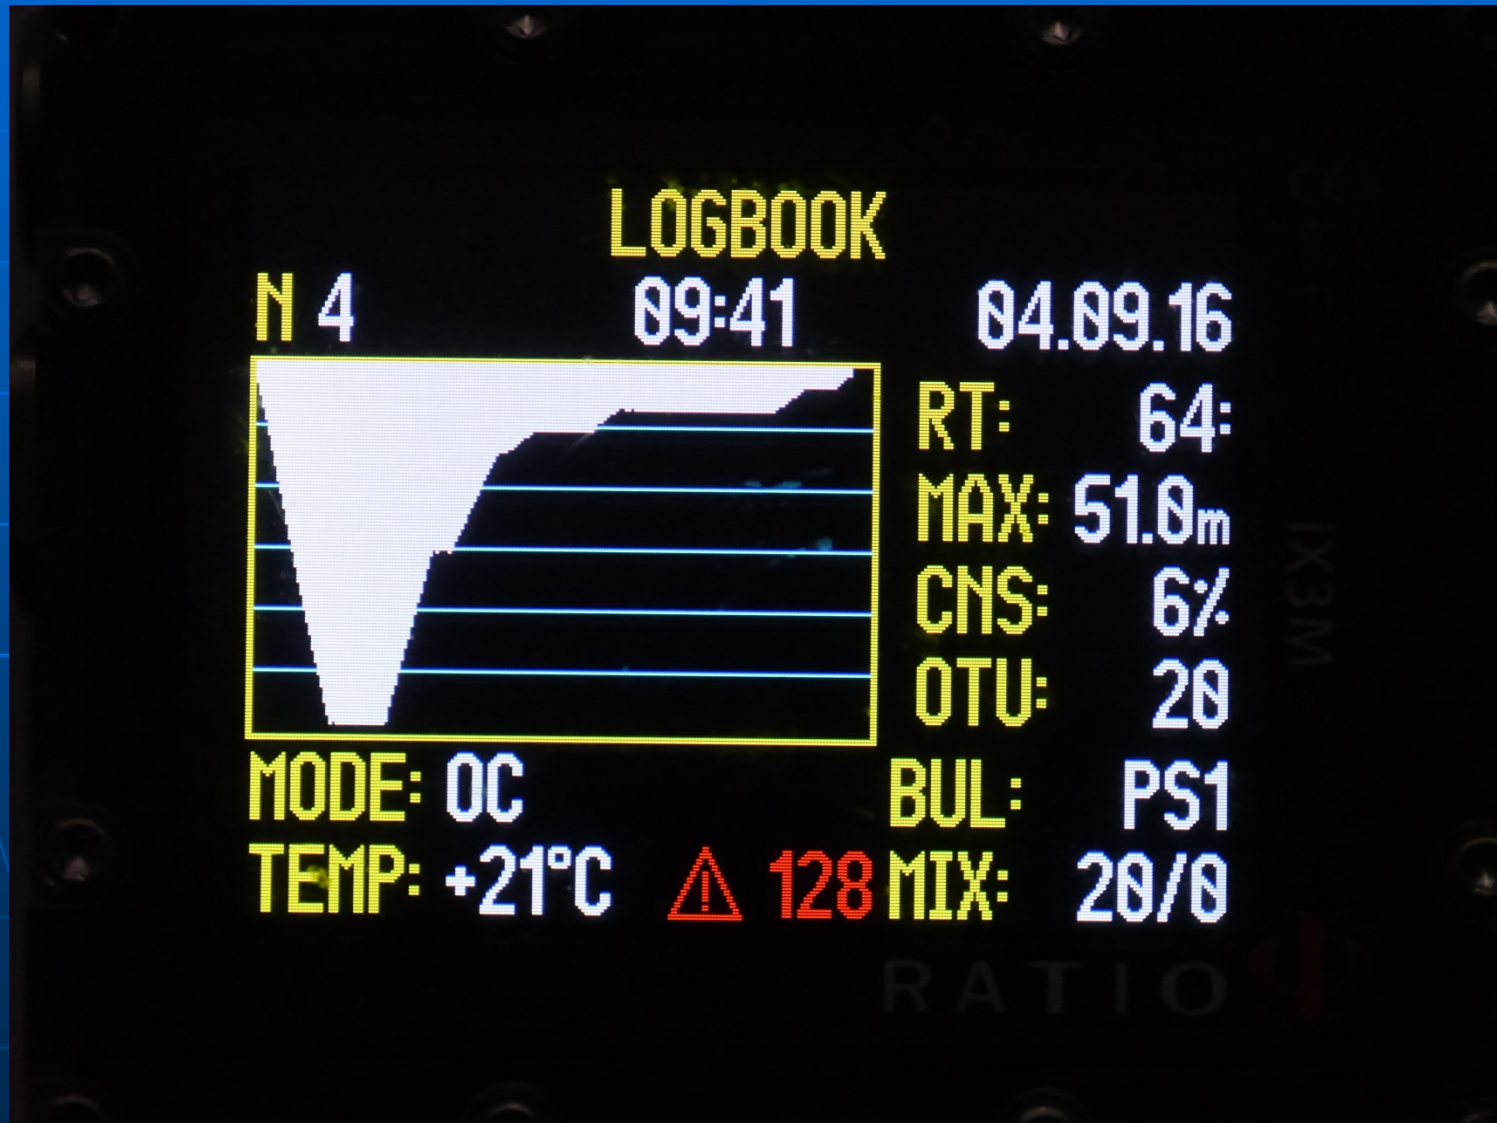 LOGBOOK
N 4 09:41 04.09.16
RT: 64:
MAX: 51.0m
CNS: 6%
OTU: 20
MODE: OC BUL: PS1
TEMP: +21°C ⚠ 128 MIX: 20/0
iX3M
RATIO